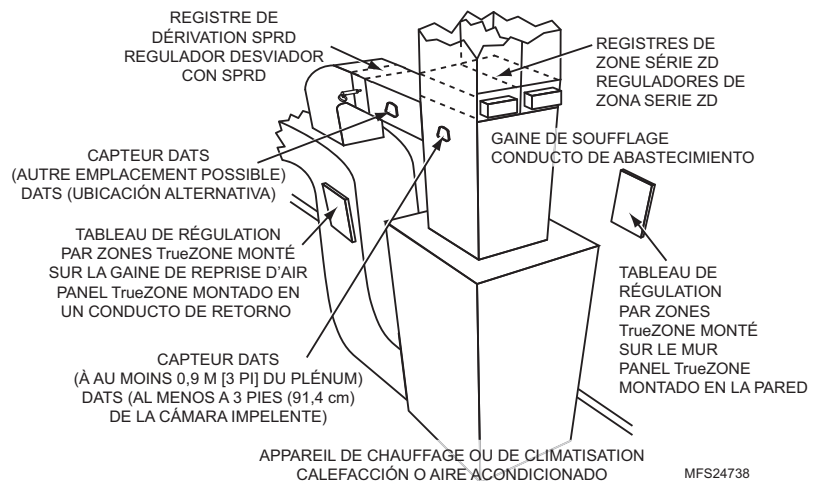 REGISTRE DE
DÉRIVATION SPRD
REGULADOR DESVIADOR
CON SPRD
REGISTRES DE
ZONE SÉRIE ZD
REGULADORES DE
ZONA SERIE ZD
GAINE DE SOUFFLAGE
CONDUCTO DE ABASTECIMIENTO
CAPTEUR DATS
(AUTRE EMPLACEMENT POSSIBLE)
DATS (UBICACIÓN ALTERNATIVA)
TABLEAU DE RÉGULATION
PAR ZONES TrueZONE MONTÉ
SUR LA GAINE DE REPRISE D'AIR
PANEL TrueZONE MONTADO EN
UN CONDUCTO DE RETORNO
TABLEAU DE
RÉGULATION
PAR ZONES
TrueZONE MONTÉ
SUR LE MUR
PANEL TrueZONE
MONTADO EN LA PARED
CAPTEUR DATS
(À AU MOINS 0,9 M [3 PI] DU PLÉNUM)
DATS (AL MENOS A 3 PIES (91,4 cm)
DE LA CÁMARA IMPELENTE)
APPAREIL DE CHAUFFAGE OU DE CLIMATISATION
CALEFACCIÓN O AIRE ACONDICIONADO
MFS24738